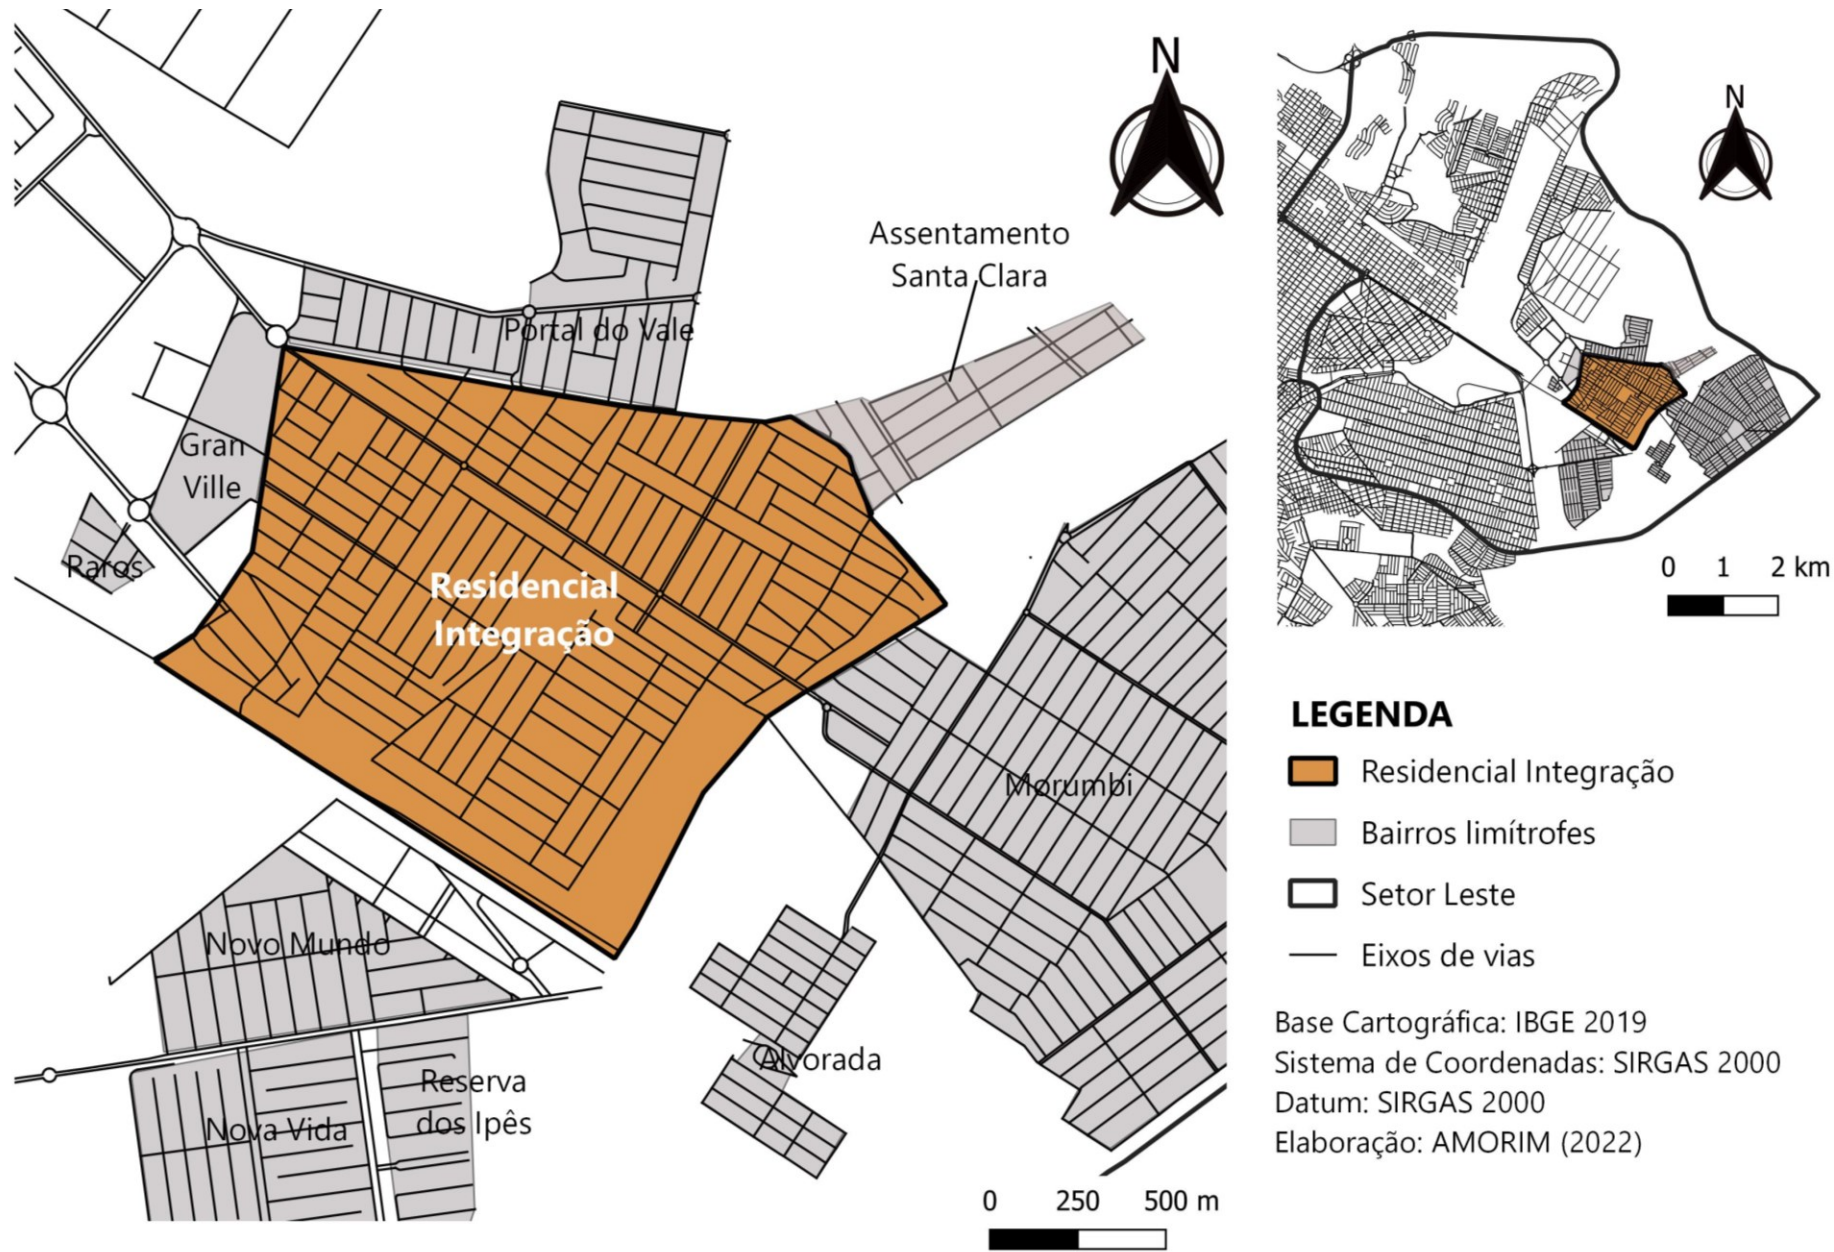 N
Assentamento
Santa Clara
Portal do Vale
Gran
Ville
Raros
Residencial
Integração
Morumbi
Novo Mundo
Alvorada
Reserva
dos Ipês
Nova Vida
0 250 500 m
N
0 1 2 km
LEGENDA
Residencial Integração
Bairros limítrofes
Setor Leste
Eixos de vias
Base Cartográfica: IBGE 2019
Sistema de Coordenadas: SIRGAS 2000
Datum: SIRGAS 2000
Elaboração: AMORIM (2022)